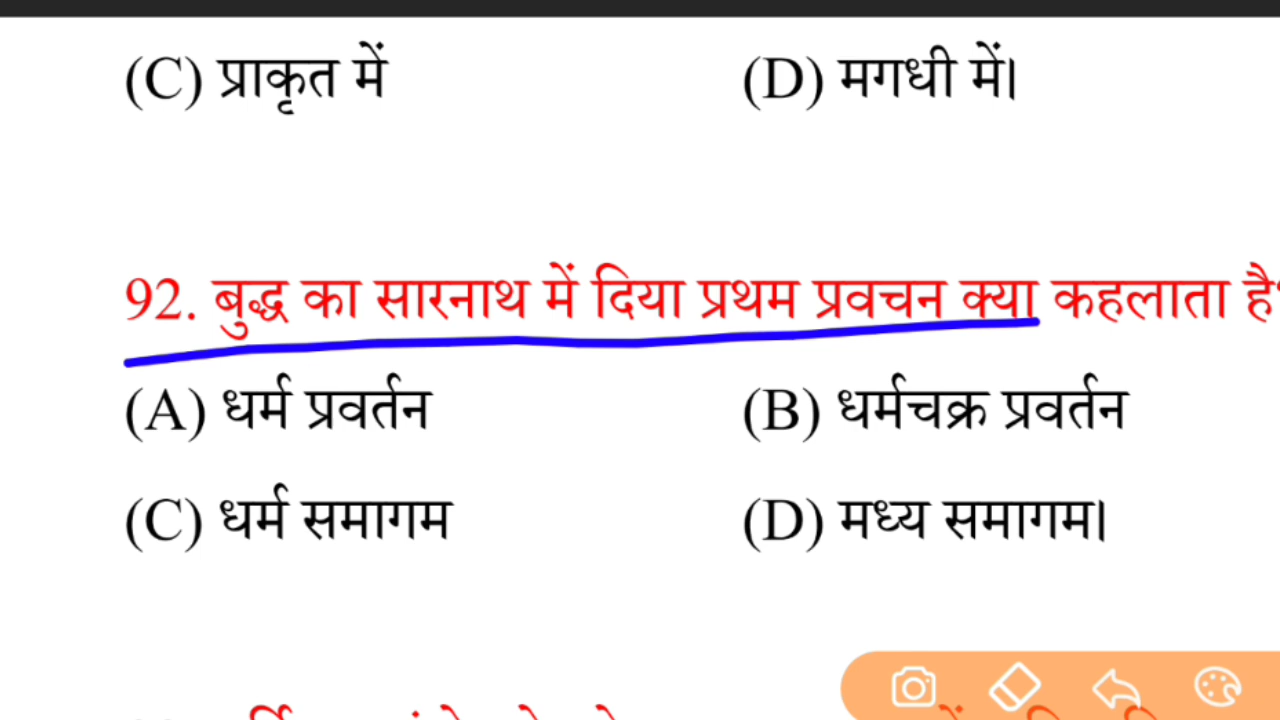 (C) प्राकृत में (D) मगधी में।
92. बुद्ध का सारनाथ में दिया प्रथम प्रवचन क्या कहलाता है?
(A) धर्म प्रवर्तन (B) धर्मचक्र प्रवर्तन
(C) धर्म समागम (D) मध्य समागम।